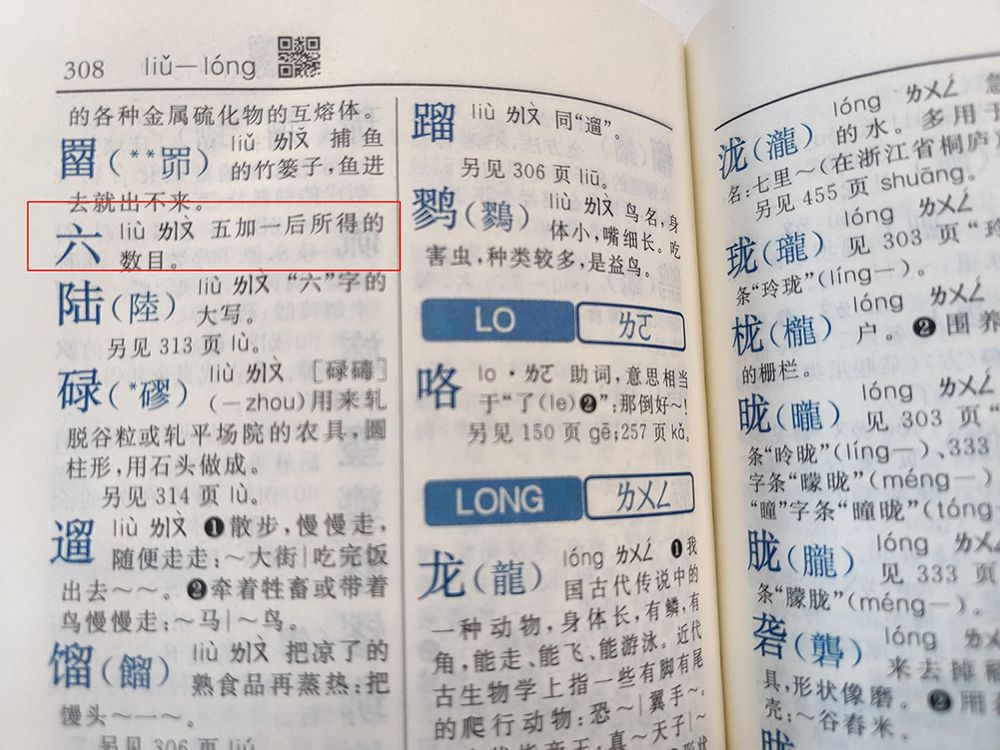 308 liǔ—lóng
的各种金属硫化物的互熔体。
罶(**罶) liǔ ㄌㄧㄡˇ 捕鱼
的竹篓子,鱼进
去就出不来。
六 liù ㄌㄧㄡˋ 五加一后所得的
数目。
陆(陸) liù ㄌㄧㄡˋ “六”字的
大写。
另见 313 页 lù。
碌(*磟) liù ㄌㄧㄡˋ [碌碡]
(—zhou)用来轧
脱谷粒或轧平场院的农具,圆
柱形,用石头做成。
另见 314 页 lù。
遛 liù ㄌㄧㄡˋ ❶散步,慢慢走,
随便走走:～大街|吃完饭
出去～～。❷牵着牲畜或带着
鸟慢慢走:～马|～鸟。
馏(餾) liù ㄌㄧㄡˋ 把凉了的
熟食品再蒸热:把
馒头～一～。
另见 306 页 liú
蹓 liù ㄌㄧㄡˋ 同“遛”。
另见 306 页 liū。
鹨(鷚) liù ㄌㄧㄡˋ 鸟名,身
体小,嘴细长。吃
害虫,种类较多,是益鸟。
LO ㄌㄛ
咯 lo ·ㄌㄛ 助词,意思相当
于“了(le)❷”:那倒好～!
另见 150 页 gē;257页 kǎ。
LONG ㄌㄨㄥ
龙(龍) lóng ㄌㄨㄥˊ ❶我
国古代传说中的
一种动物,身体长,有鳞,有
角,能走、能飞、能游泳。近代
古生物学上指一些有脚有尾
的爬行动物:恐～|翼手～。
泷(瀧) lóng ㄌㄨㄥˊ
的水。多用于
名:七里～(在浙江省桐庐
另见 455 页 shuāng。
珑(瓏) lóng ㄌㄨㄥˊ
见 303 页“玲
条“玲珑”(líng—)。
栊(櫳) lóng ㄌㄨㄥˊ
户。❷围养
的栅栏。
昽(曨) lóng ㄌㄨㄥˊ
见 303 页“
条“昤昽”(líng—)、333
字条“曚昽”(méng—)
“曈”字条“曈昽”(tóng
胧(朧) lóng ㄌㄨㄥˊ
见 333 页
条“朦胧”(méng—)。
砻(礱) lóng ㄌㄨ
来去掉
具,形状像磨。❷用
壳:～谷舂米。